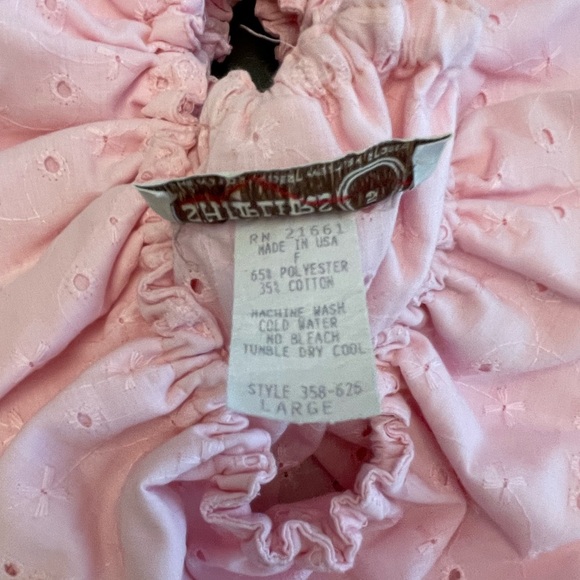 RN 21661
MADE IN USA
F
65% POLYESTER
35% COTTON
MACHINE WASH
COLD WATER
NO BLEACH
TUMBLE DRY COOL
STYLE 358-626
LARGE